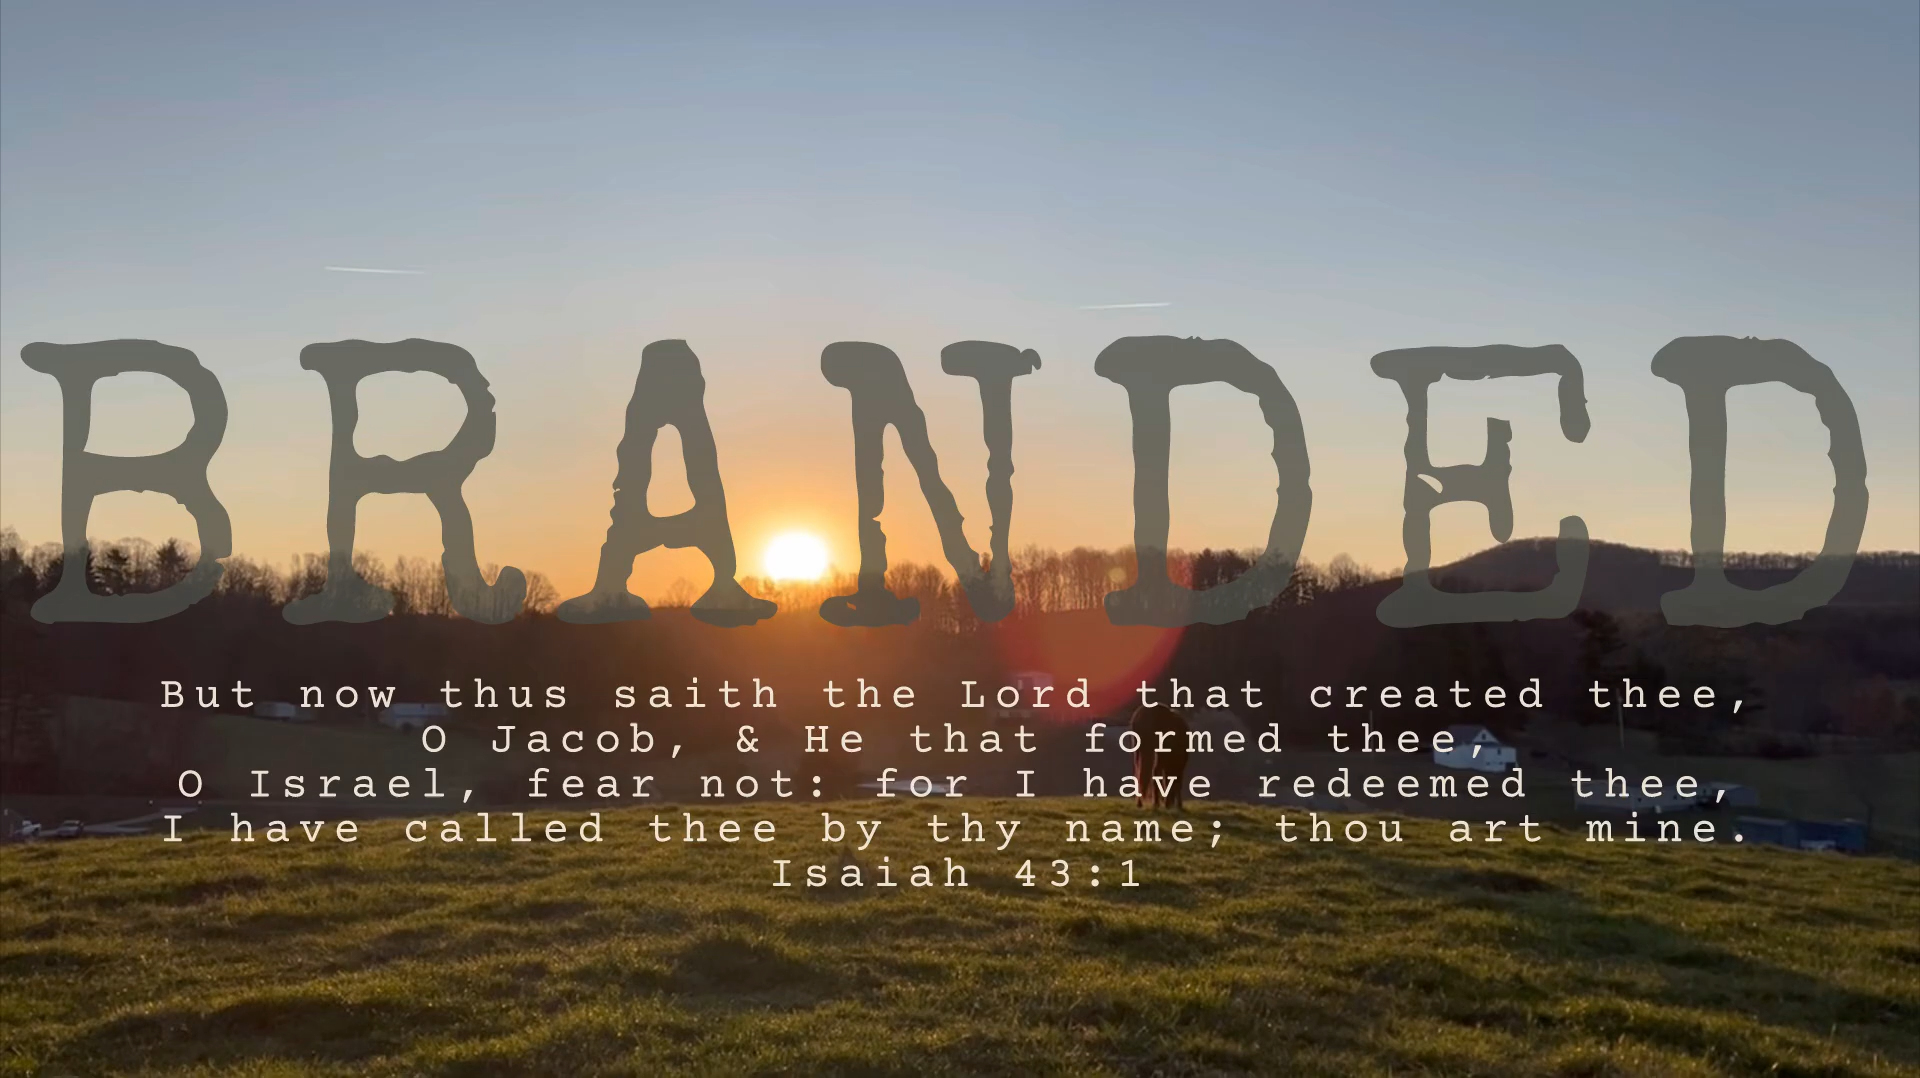 BRANDED
But now thus saith the Lord that created thee,
O Jacob, & He that formed thee,
O Israel, fear not: for I have redeemed thee,
I have called thee by thy name; thou art mine.
Isaiah 43:1